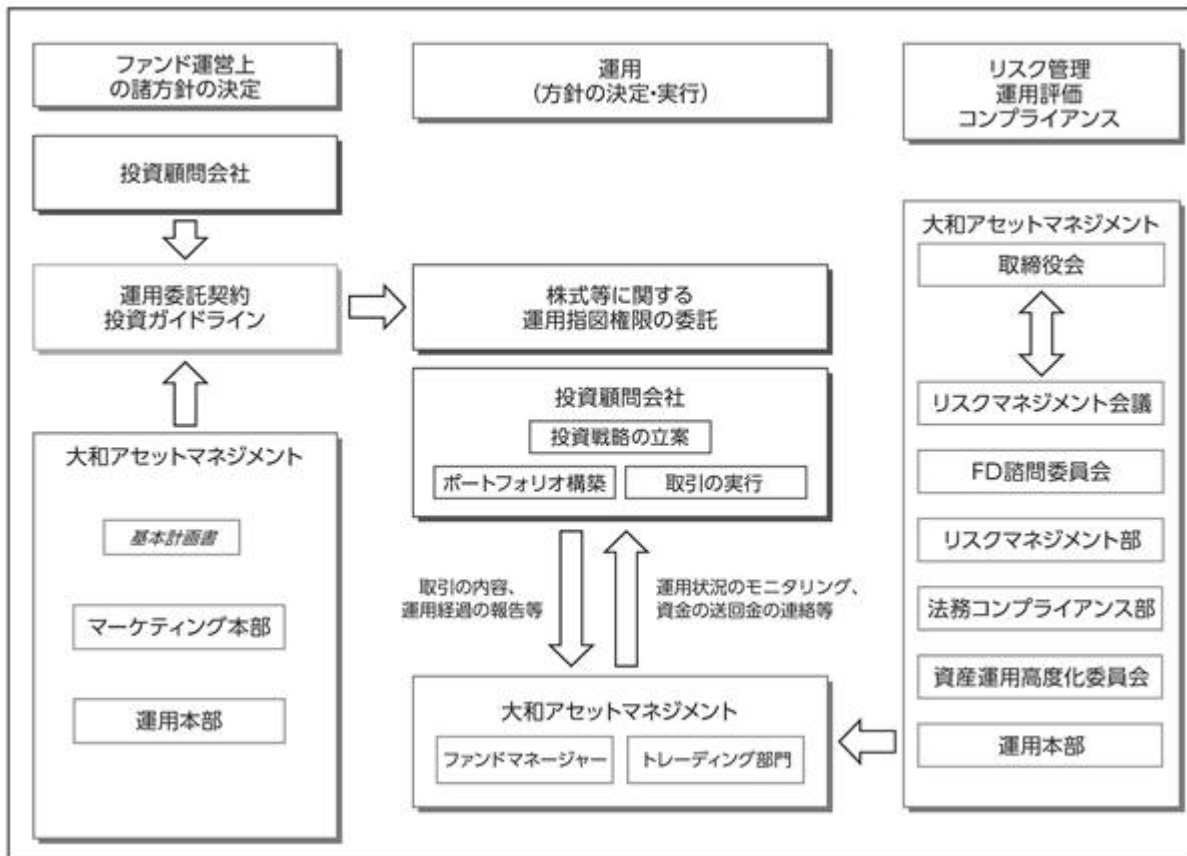 ファンド運営上
の諸方針の決定
投資顧問会社
運用委託契約
投資ガイドライン
大和アセットマネジメント
基本計画書
マーケティング本部
運用本部
運用
(方針の決定・実行)
株式等に関する
運用指図権限の委託
投資顧問会社
投資戦略の立案
ポートフォリオ構築
取引の実行
取引の内容、
運用経過の報告等
運用状況のモニタリング、
資金の送回金の連絡等
大和アセットマネジメント
ファンドマネージャー
トレーディング部門
リスク管理
運用評価
コンプライアンス
大和アセットマネジメント
取締役会
リスクマネジメント会議
FD諮問委員会
リスクマネジメント部
法務コンプライアンス部
資産運用高度化委員会
運用本部